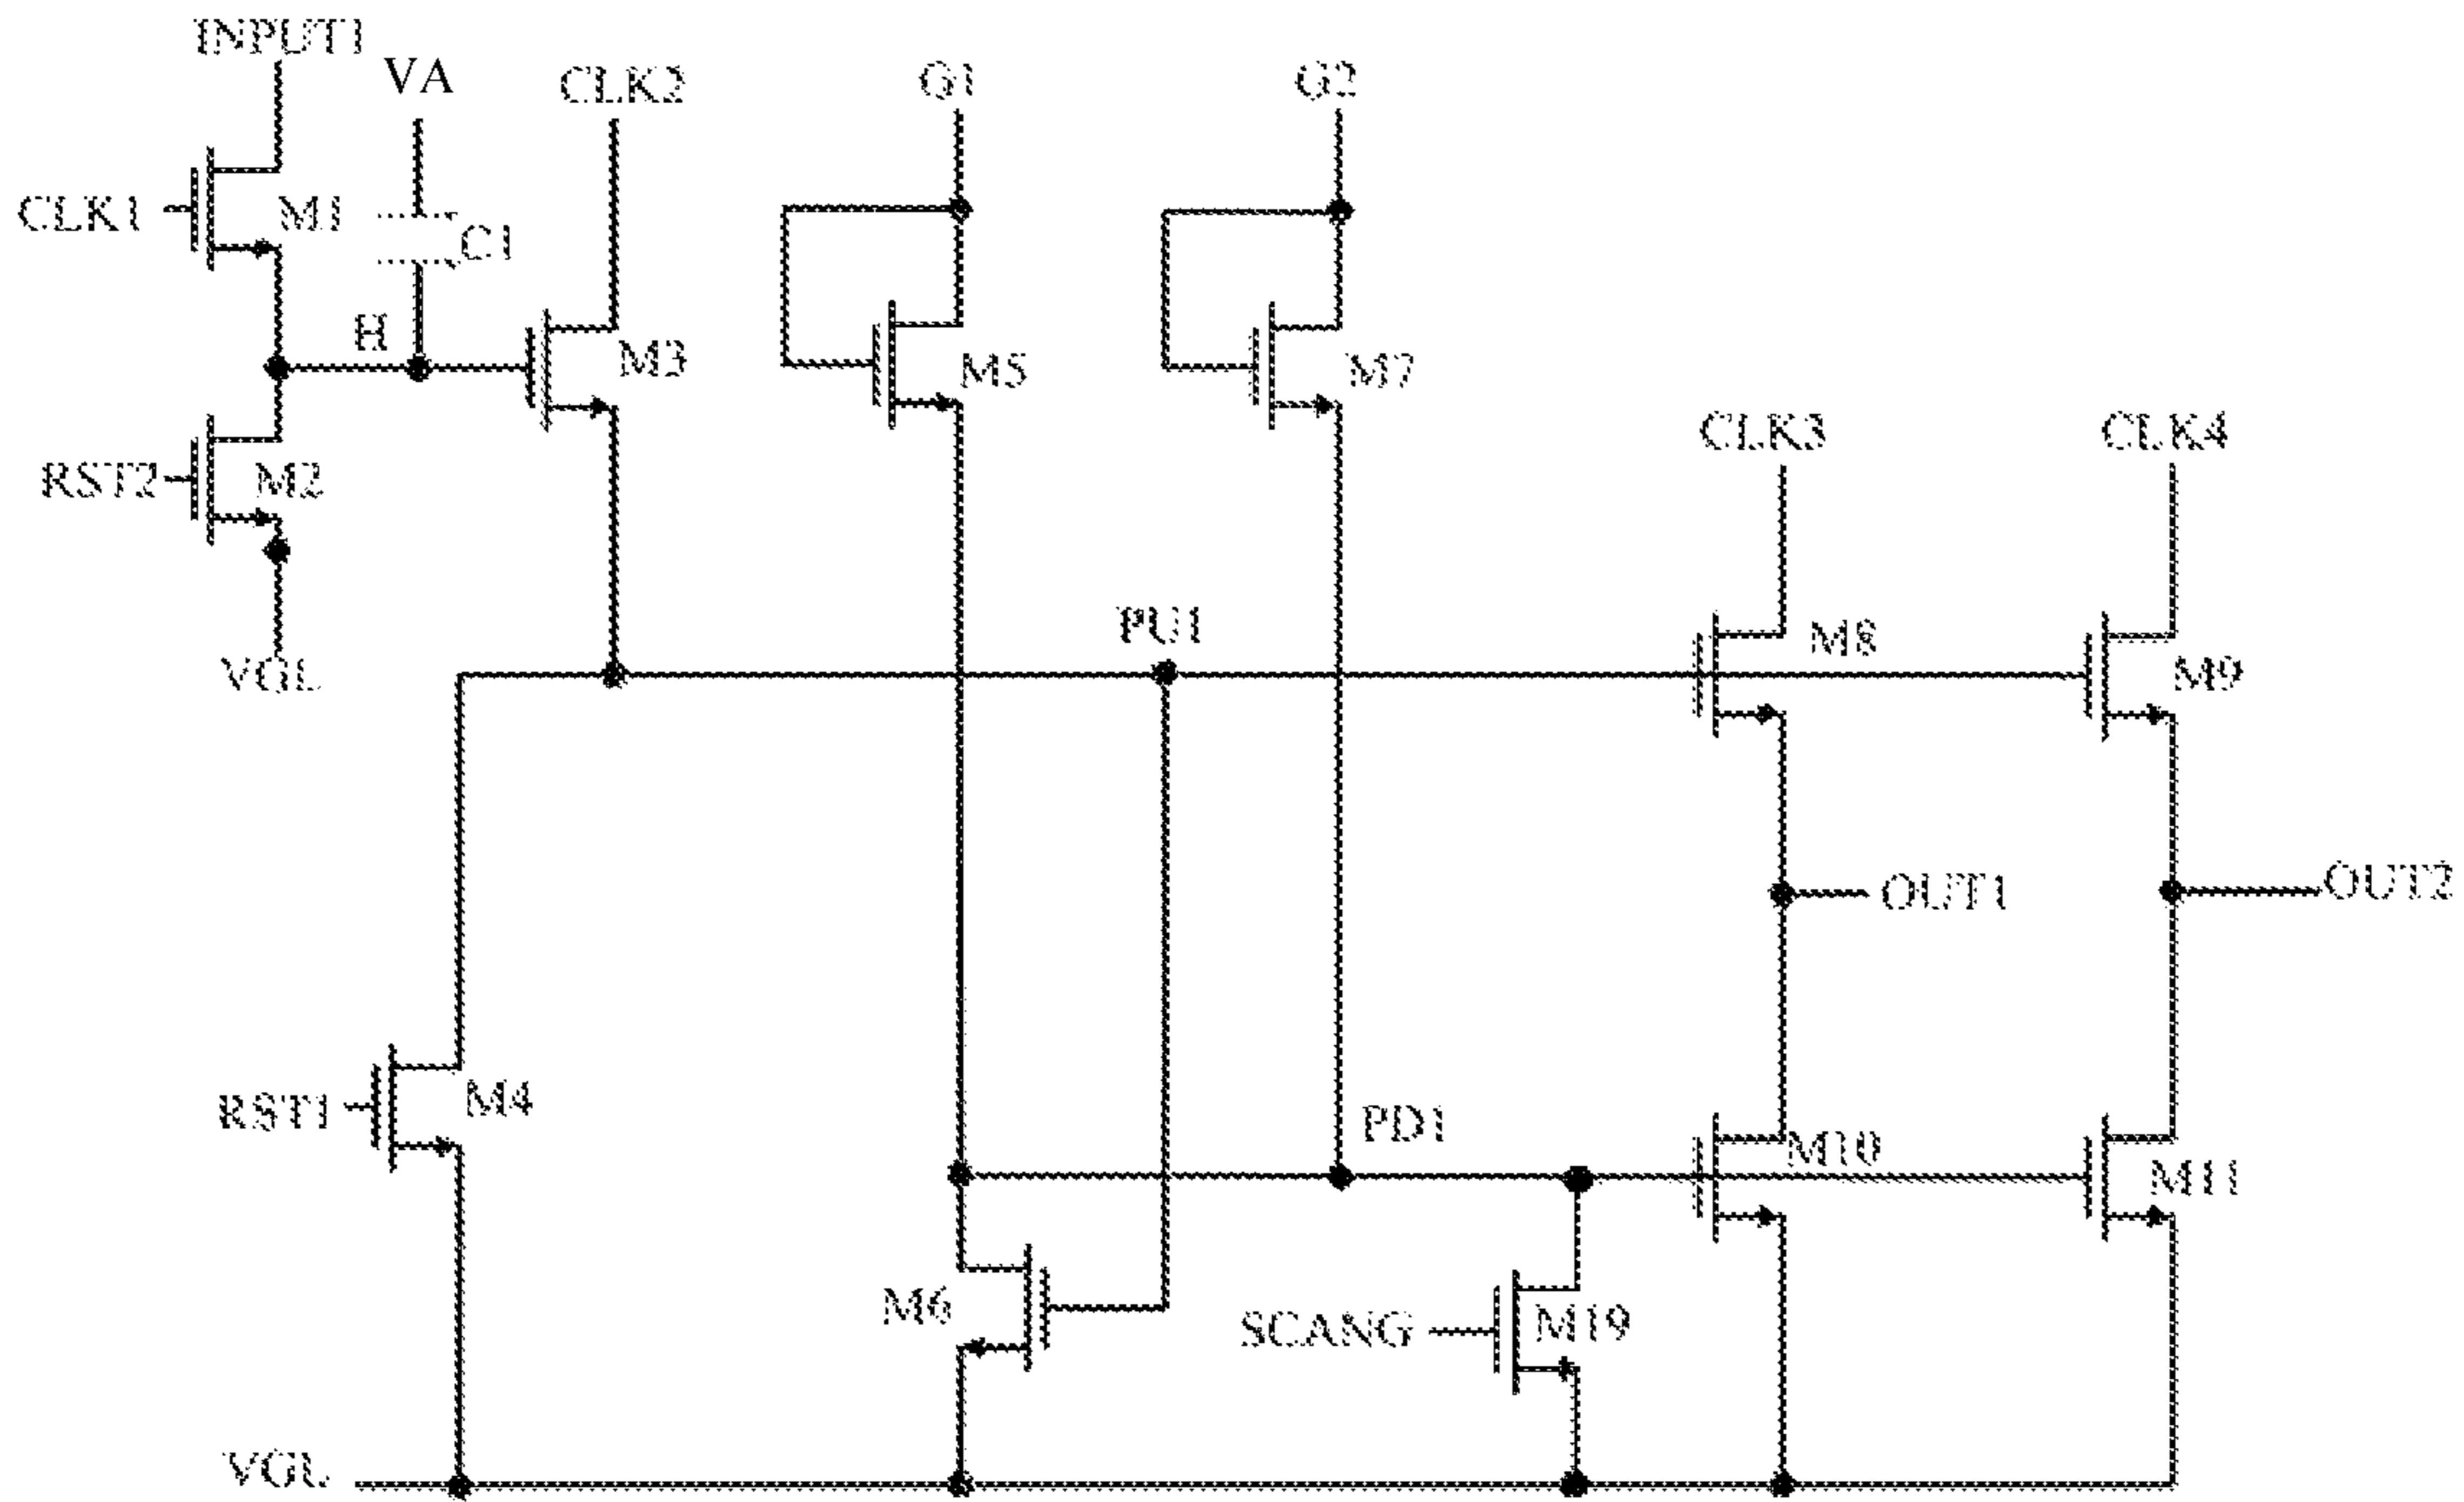 INPUT1
VA
CLK2
G1
G2
CLK1
M1
C1
H
M3
M5
M7
CLK3
CLK4
RST2
M2
PU1
M8
VGL
M9
OUT1
OUT2
RST1
M4
PD1
M10
M11
M6
SCANG
M19
VGL